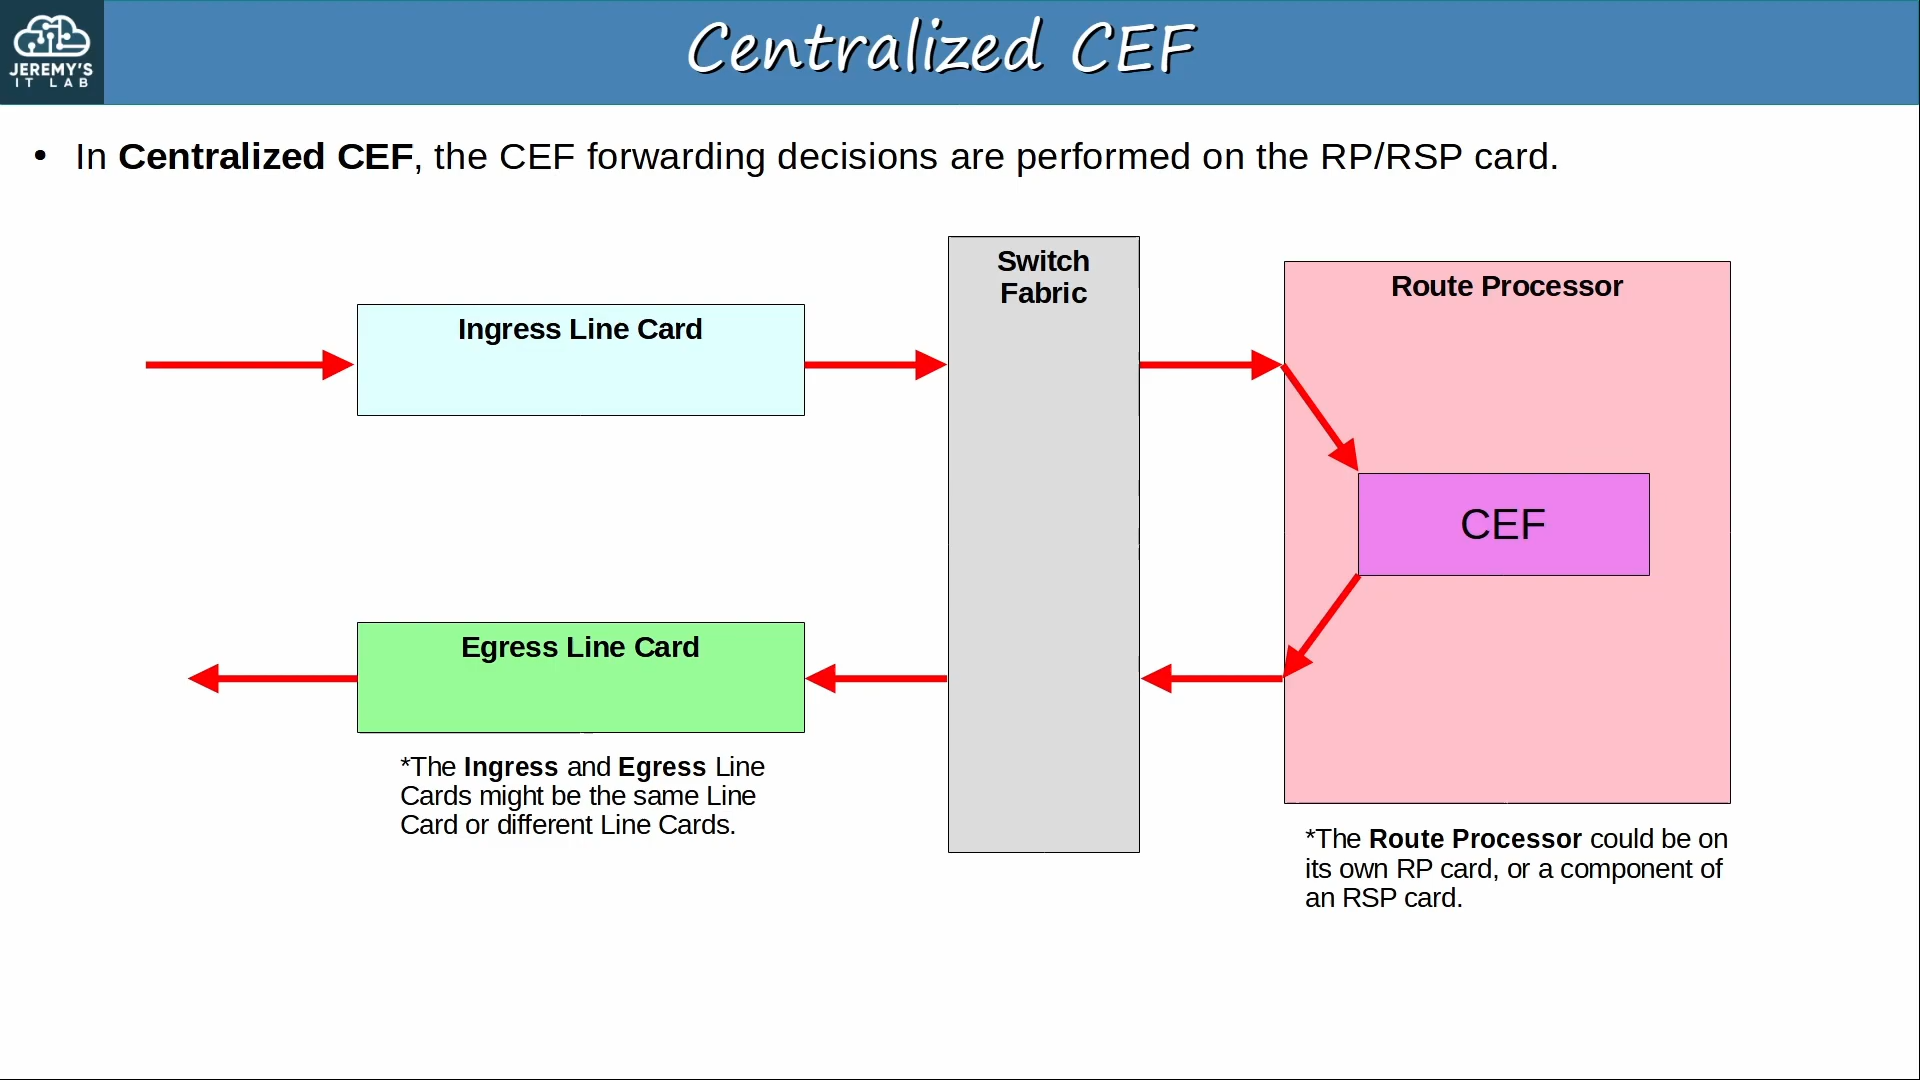 JEREMY'S
IT LAB
Centralized CEF
• In Centralized CEF, the CEF forwarding decisions are performed on the RP/RSP card.
Switch
Fabric
Route Processor
Ingress Line Card
CEF
Egress Line Card
*The Ingress and Egress Line
Cards might be the same Line
Card or different Line Cards.
*The Route Processor could be on
its own RP card, or a component of
an RSP card.